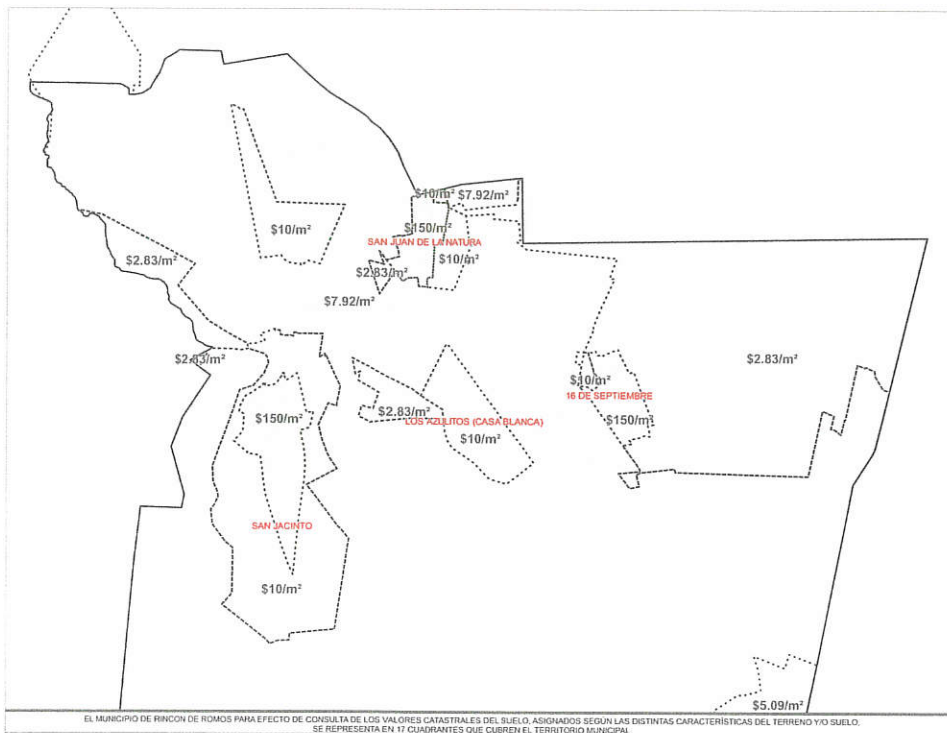 $10/m²
$7.92/m²
$150/m²
$10/m²
SAN JUAN DE LA NATURA
$2.83/m²
$10/m²
$2.83/m²
$7.92/m²
$2.83/m²
$2.83/m²
$10/m²
16 DE SEPTIEMBRE
$150/m²
$2.83/m²
$150/m²
LOS AZULITOS (CASA BLANCA)
$10/m²
SAN JACINTO
$10/m²
$5.09/m²
EL MUNICIPIO DE RINCON DE ROMOS PARA EFECTO DE CONSULTA DE LOS VALORES CATASTRALES DEL SUELO, ASIGNADOS SEGÚN LAS DISTINTAS CARACTERÍSTICAS DEL TERRENO Y/O SUELO,
SE REPRESENTA EN 17 CUADRANTES QUE CUBREN EL TERRITORIO MUNICIPAL